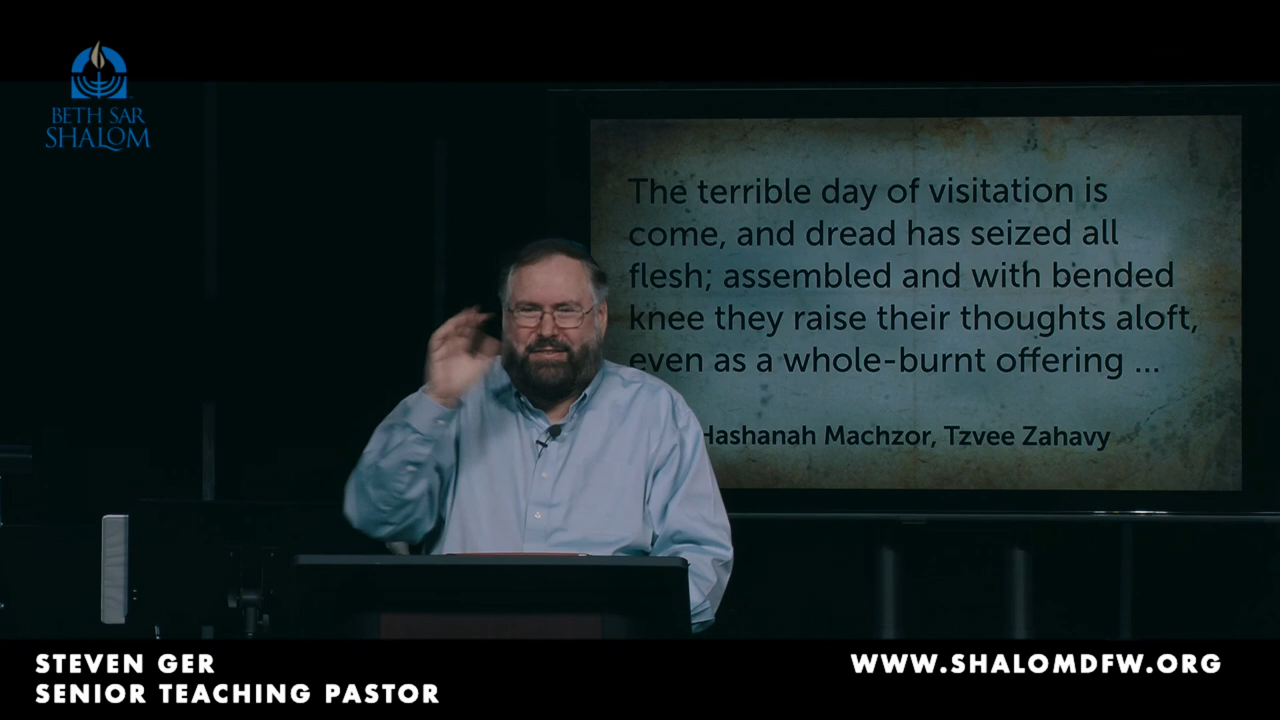 BETH SAR
SHALOM
The terrible day of visitation is
come, and dread has seized all
flesh; assembled and with bended
knee they raise their thoughts aloft,
even as a whole-burnt offering ...
Hashanah Machzor, Tzvee Zahavy
STEVEN GER
SENIOR TEACHING PASTOR
WWW.SHALOMDFW.ORG